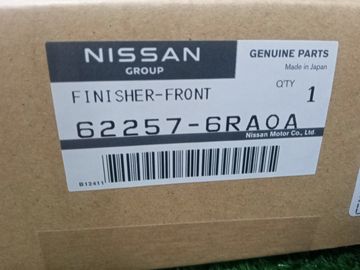 NISSAN
GROUP
GENUINE PARTS
Made in Japan
FINISHER-FRONT
Q'TY
1
62257-6RA0A
Nissan Motor Co., Ltd
B12411